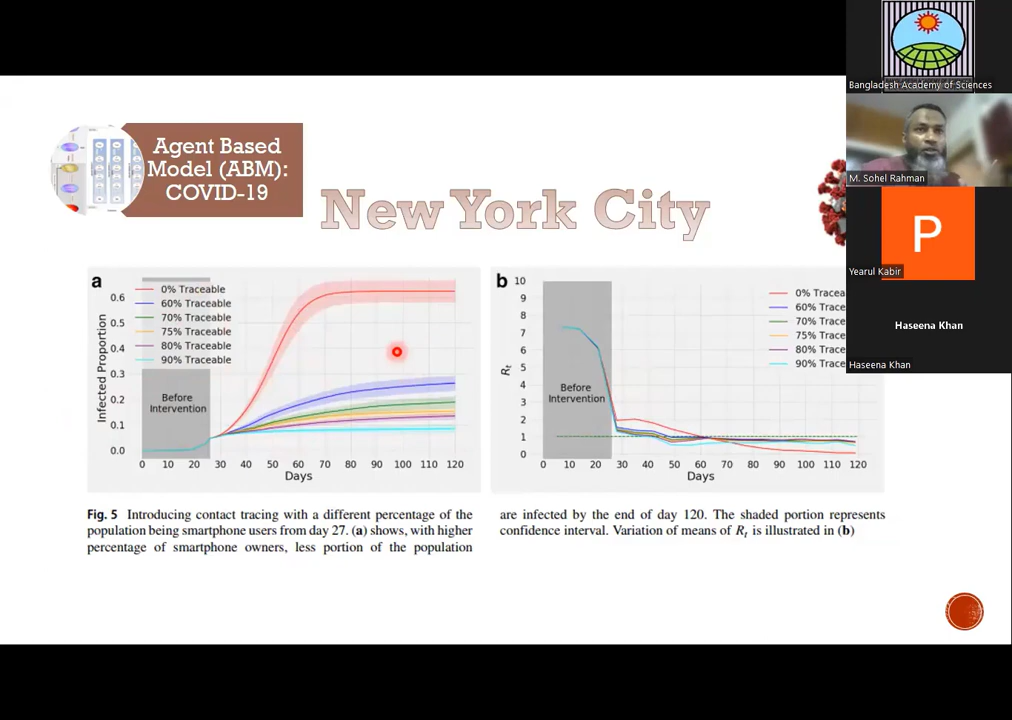 Bangladesh Academy of Sciences
M. Sohel Rahman
P
Yearul Kabir
Haseena Khan
Haseena Khan
Agent Based
Model (ABM):
COVID-19
New York City
a
0% Traceable
60% Traceable
70% Traceable
75% Traceable
80% Traceable
90% Traceable
Before
Intervention
Infected Proportion
0.6
0.5
0.4
0.3
0.2
0.1
0.0
0 10 20 30 40 50 60 70 80 90 100 110 120
Days
b
0% Tracea
60% Trace
70% Trace
75% Trace
80% Trace
90% Trace
Before
Intervention
Rt
10
9
8
7
6
5
4
3
2
1
0
0 10 20 30 40 50 60 70 80 90 100 110 120
Days
Fig. 5 Introducing contact tracing with a different percentage of the
population being smartphone users from day 27. (a) shows, with higher
percentage of smartphone owners, less portion of the population
are infected by the end of day 120. The shaded portion represents
confidence interval. Variation of means of Rt is illustrated in (b)